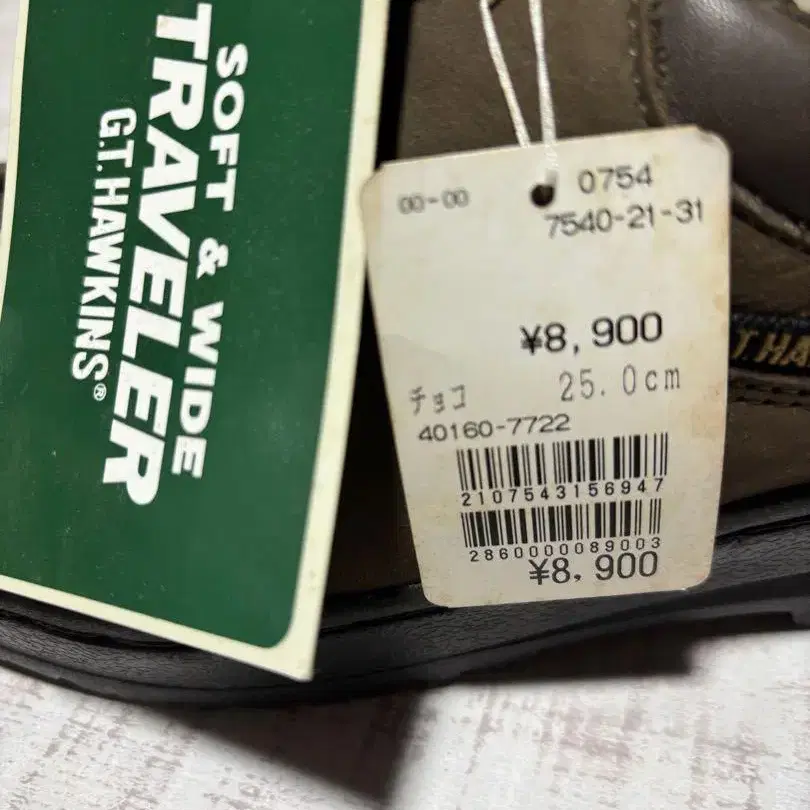 SOFT & WIDE
TRAVELER
G.T. HAWKINS®
00-00
0754
7540-21-31
¥8,900
チョコ 25.0cm
40160-7722
2107543156947
2860000089003
¥8,900
T.HA